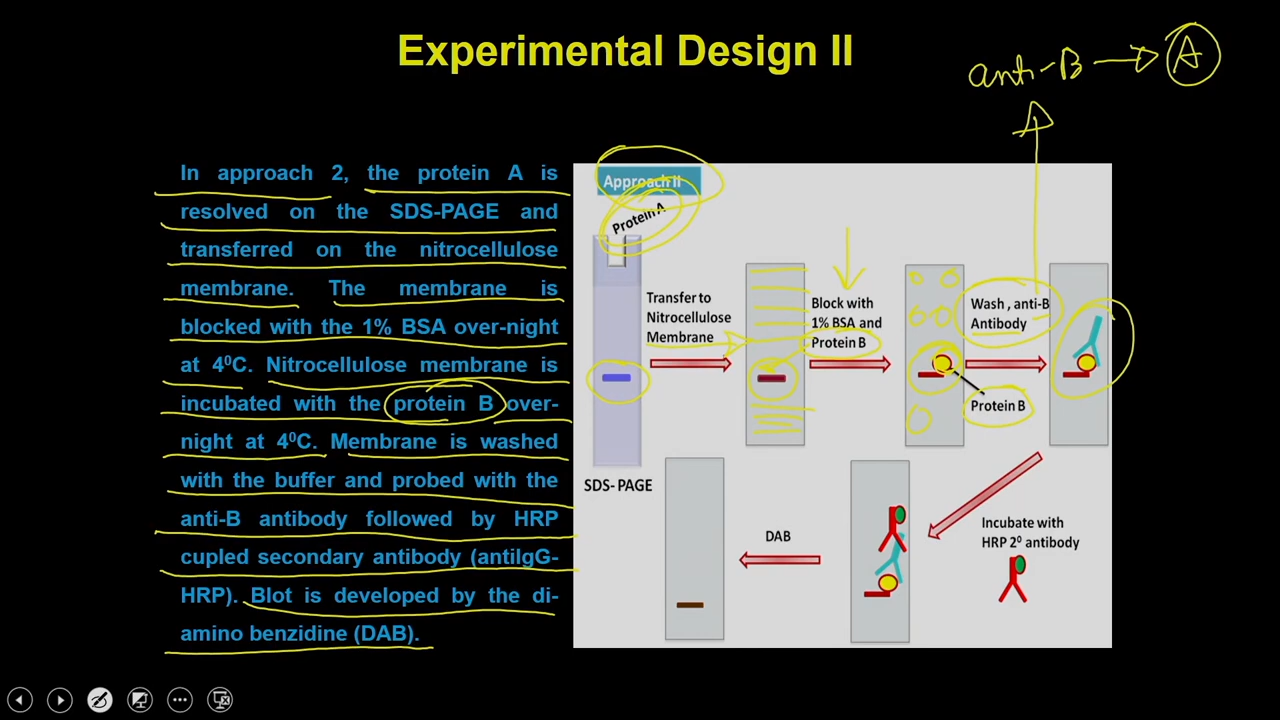 Experimental Design II
anti-B → A
In approach 2, the protein A is
resolved on the SDS-PAGE and
transferred on the nitrocellulose
membrane. The membrane is
blocked with the 1% BSA over-night
at 4⁰C. Nitrocellulose membrane is
incubated with the protein B over-
night at 4⁰C. Membrane is washed
with the buffer and probed with the
anti-B antibody followed by HRP
cupled secondary antibody (antiIgG-
HRP). Blot is developed by the di-
amino benzidine (DAB).
Approach II
Protein A
Transfer to
Nitrocellulose
Membrane
Block with
1% BSA and
Protein B
Wash , anti-B
Antibody
Protein B
SDS- PAGE
DAB
Incubate with
HRP 2⁰ antibody